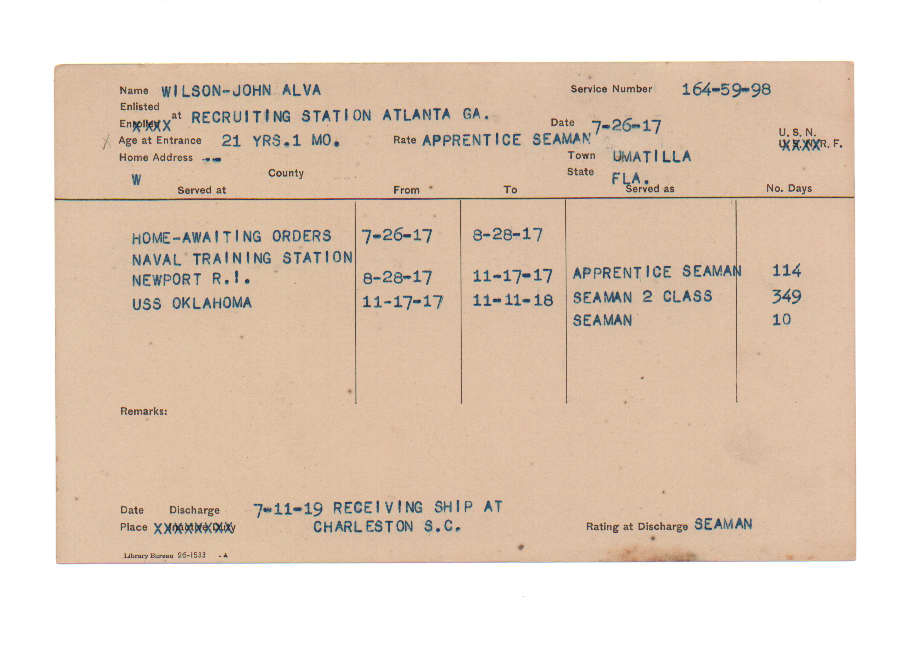 Name WILSON-JOHN ALVA Service Number 164-59-98
Enlisted
Enrolled at RECRUITING STATION ATLANTA GA. Date 7-26-17
Age at Entrance 21 YRS.1 MO. Rate APPRENTICE SEAMAN U. S. N.
U. S. N. R. F.
Home Address -- Town UMATILLA
W County State FLA.
Served at From To Served as No. Days
HOME-AWAITING ORDERS 7-26-17 8-28-17
NAVAL TRAINING STATION
NEWPORT R.I. 8-28-17 11-17-17 APPRENTICE SEAMAN 114
USS OKLAHOMA 11-17-17 11-11-18 SEAMAN 2 CLASS 349
SEAMAN 10
Remarks:
Date Discharge 7-11-19 RECEIVING SHIP AT
Place Inactive Duty CHARLESTON S.C. Rating at Discharge SEAMAN
Library Bureau 26-1533 -A